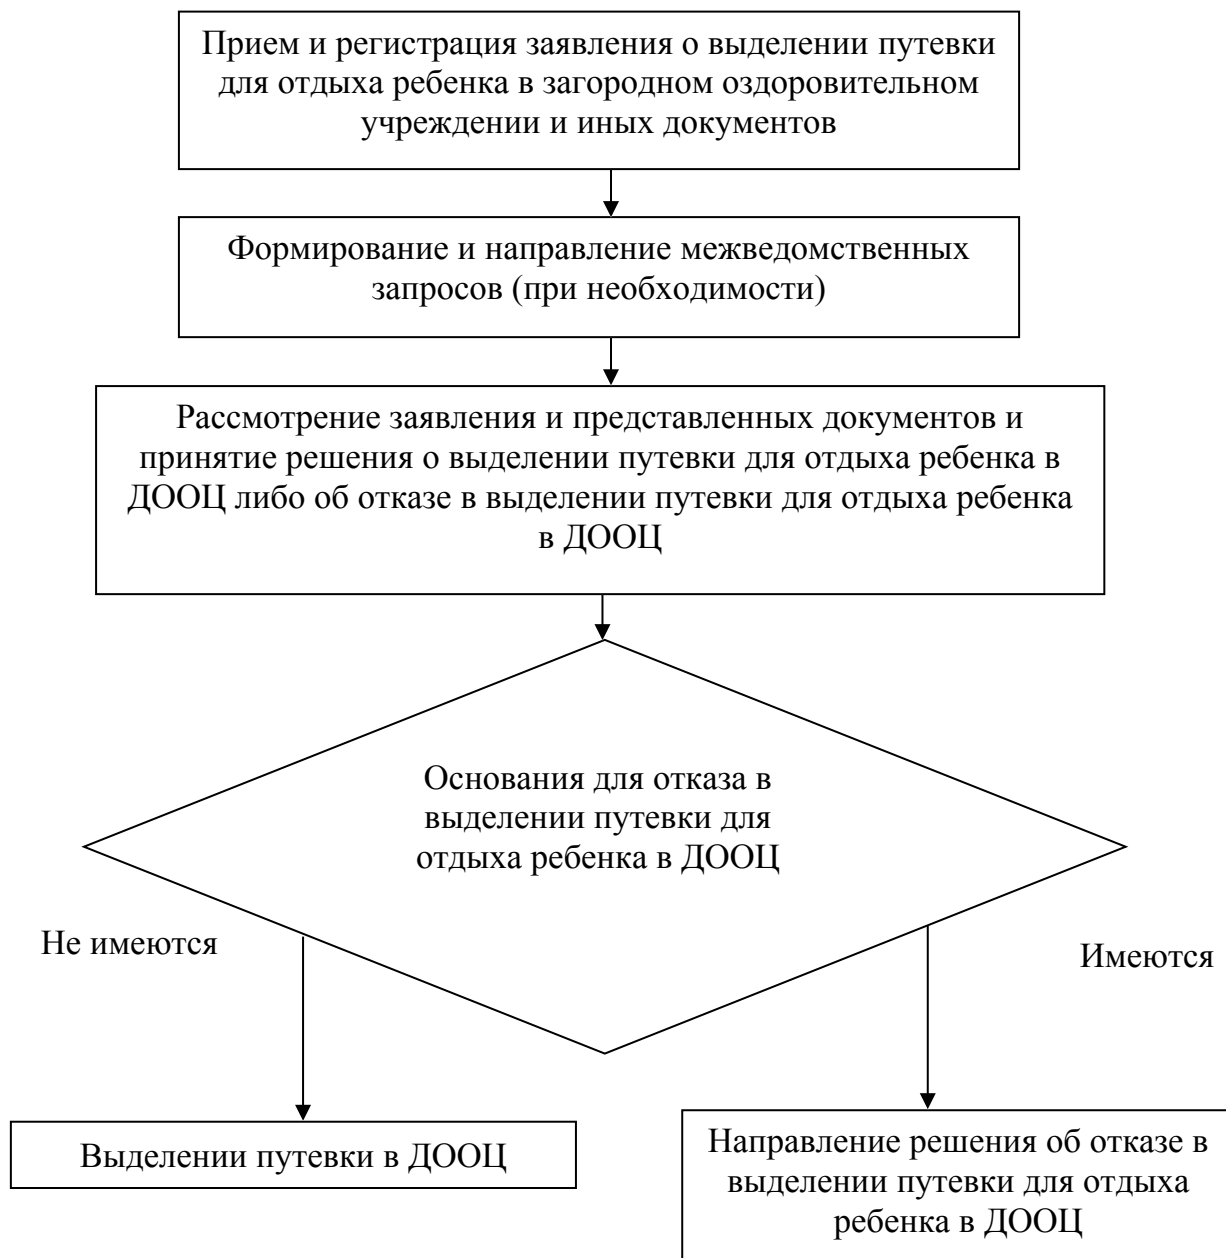 Прием и регистрация заявления о выделении путевки
для отдыха ребенка в загородном оздоровительном
учреждении и иных документов
Формирование и направление межведомственных
запросов (при необходимости)
Рассмотрение заявления и представленных документов и
принятие решения о выделении путевки для отдыха ребенка в
ДООЦ либо об отказе в выделении путевки для отдыха ребенка
в ДООЦ
Основания для отказа в
выделении путевки для
отдыха ребенка в ДООЦ
Не имеются
Имеются
Выделении путевки в ДООЦ
Направление решения об отказе в
выделении путевки для отдыха
ребенка в ДООЦ